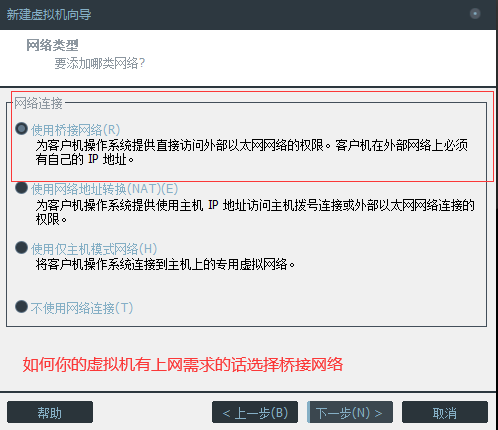 新建虚拟机向导
网络类型
要添加哪类网络?
网络连接
使用桥接网络(R)
为客户机操作系统提供直接访问外部以太网网络的权限。客户机在外部网络上必须
有自己的 IP 地址。
使用网络地址转换(NAT)(E)
为客户机操作系统提供使用主机 IP 地址访问主机拨号连接或外部以太网网络连接的
权限。
使用仅主机模式网络(H)
将客户机操作系统连接到主机上的专用虚拟网络。
不使用网络连接(T)
如何你的虚拟机有上网需求的话选择桥接网络
帮助
< 上一步(B)
下一步(N) >
取消